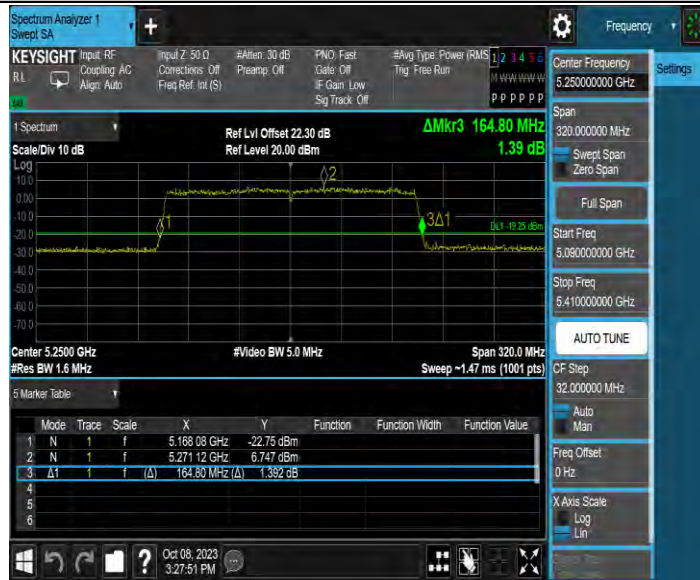 Spectrum Analyzer 1
Swept SA
+
Frequency
KEYSIGHT Input: RF
RL
Coupling: AC
Align: Auto
Input Z: 50 Ω
Corrections: Off
Freq Ref: Int (S)
#Atten: 30 dB
Preamp: Off
PNO: Fast
Gate: Off
IF Gain: Low
Sig Track: Off
#Avg Type: Power (RMS
Trig: Free Run
1 2 3 4 5 6
M W W W W W
P P P P P P
1 Spectrum
Scale/Div 10 dB
Ref Lvl Offset 22.30 dB
Ref Level 20.00 dBm
ΔMkr3 164.80 MHz
1.39 dB
Log
10.0
0.00
-10.0
-20.0
-30.0
-40.0
-50.0
-60.0
-70.0
1
2
3Δ1
DL1 -19.25 dBm
Center 5.2500 GHz
#Res BW 1.6 MHz
#Video BW 5.0 MHz
Span 320.0 MHz
Sweep ~1.47 ms (1001 pts)
5 Marker Table
Mode Trace Scale X Y Function Function Width Function Value
1 N 1 f 5.168 08 GHz -22.75 dBm
2 N 1 f 5.271 12 GHz 6.747 dBm
3 Δ1 1 f (Δ) 164.80 MHz (Δ) 1.392 dB
4
5
6
Center Frequency
5.250000000 GHz
Settings
Span
320.000000 MHz
Swept Span
Zero Span
Full Span
Start Freq
5.090000000 GHz
Stop Freq
5.410000000 GHz
AUTO TUNE
CF Step
32.000000 MHz
Auto
Man
Freq Offset
0 Hz
X Axis Scale
Log
Lin
?
Oct 08, 2023
3:27:51 PM